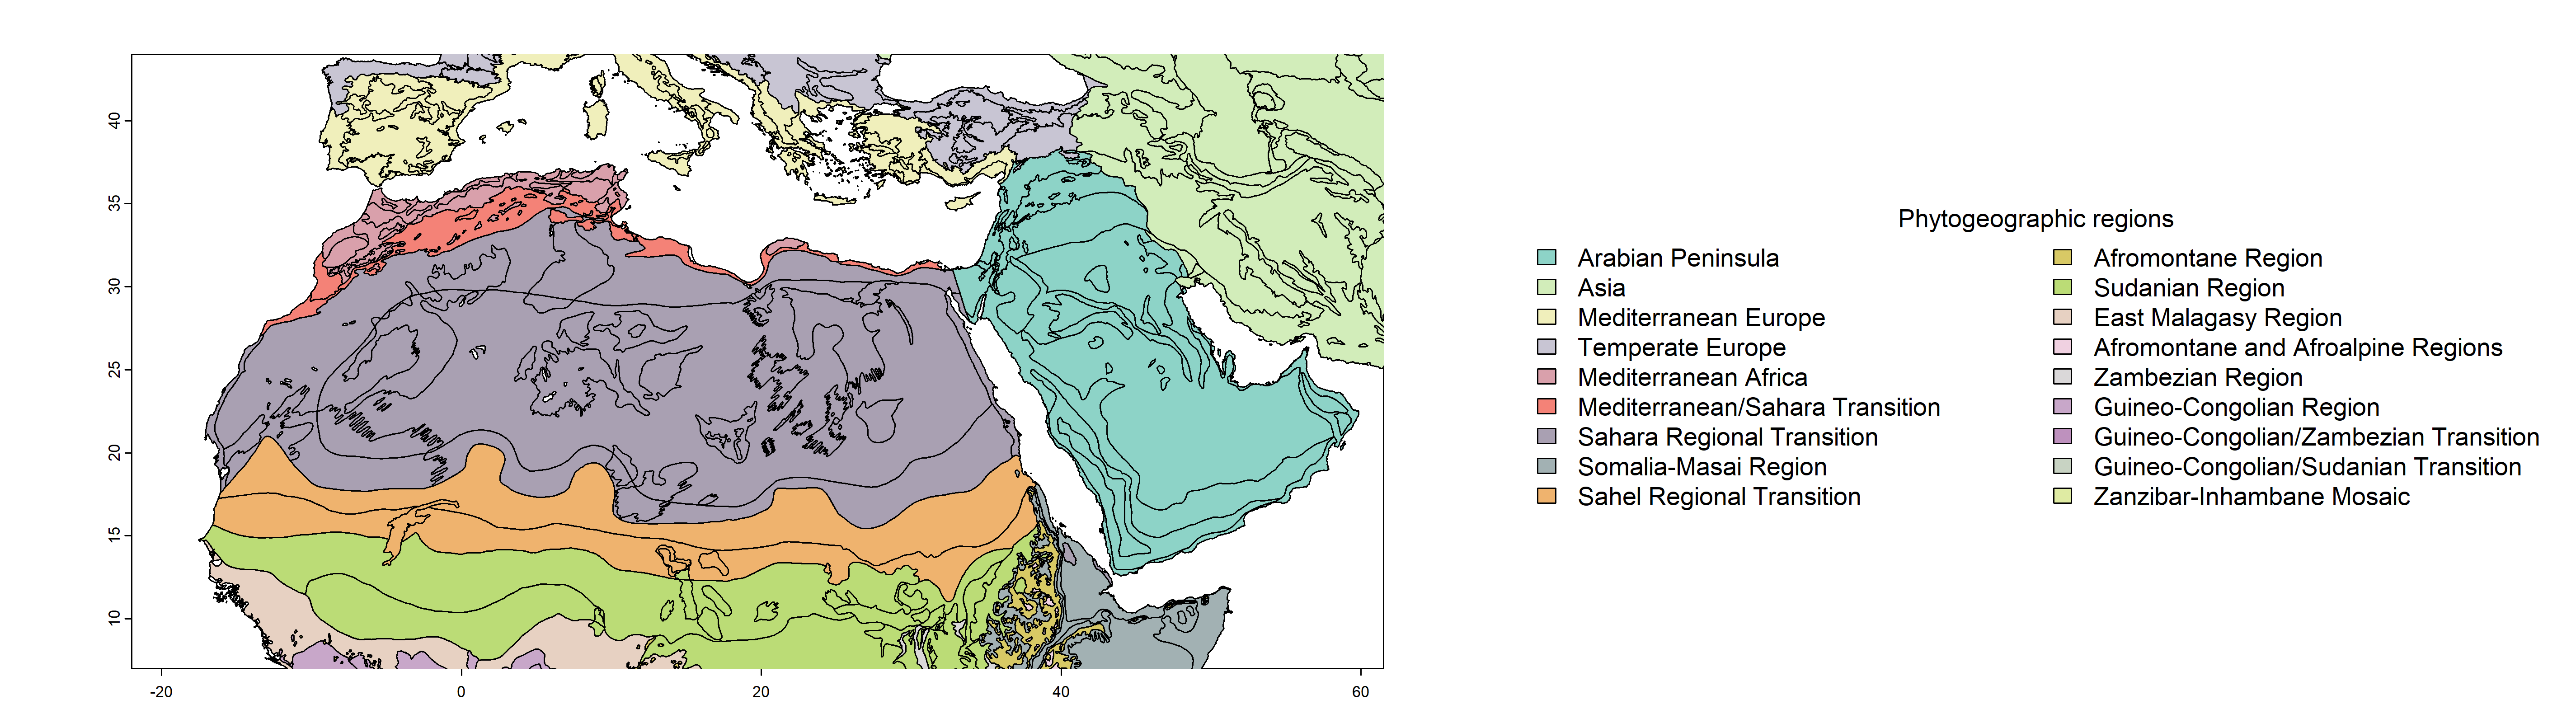 40
35
30
25
20
15
10
-20
0
20
40
60
Phytogeographic regions
Arabian Peninsula
Asia
Mediterranean Europe
Temperate Europe
Mediterranean Africa
Mediterranean/Sahara Transition
Sahara Regional Transition
Somalia-Masai Region
Sahel Regional Transition
Afromontane Region
Sudanian Region
East Malagasy Region
Afromontane and Afroalpine Regions
Zambezian Region
Guineo-Congolian Region
Guineo-Congolian/Zambezian Transition
Guineo-Congolian/Sudanian Transition
Zanzibar-Inhambane Mosaic